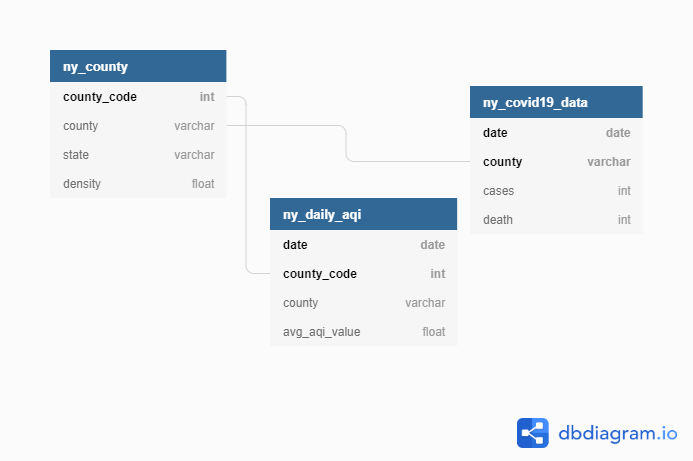 ny_county
county_code int
county varchar
state varchar
density float
ny_covid19_data
date date
county varchar
cases int
death int
ny_daily_aqi
date date
county_code int
county varchar
avg_aqi_value float
dbdiagram.io